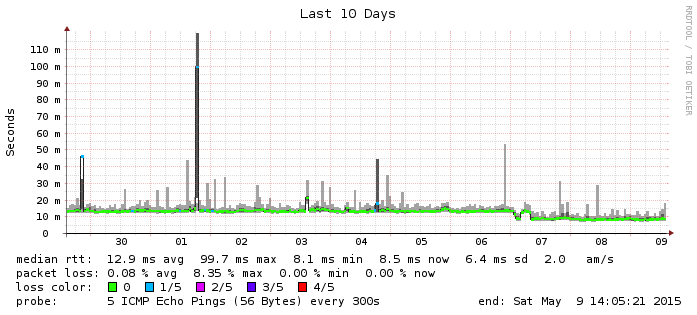 Last 10 Days
RRDTOOL / TOBI OETIKER
Seconds
110 m
100 m
90 m
80 m
70 m
60 m
50 m
40 m
30 m
20 m
10 m
0
30 01 02 03 04 05 06 07 08 09
median rtt: 12.9 ms avg 99.7 ms max 8.1 ms min 8.5 ms now 6.4 ms sd 2.0 am/s
packet loss: 0.08 % avg 8.35 % max 0.00 % min 0.00 % now
loss color: 0 1/5 2/5 3/5 4/5
probe: 5 ICMP Echo Pings (56 Bytes) every 300s end: Sat May 9 14:05:21 2015